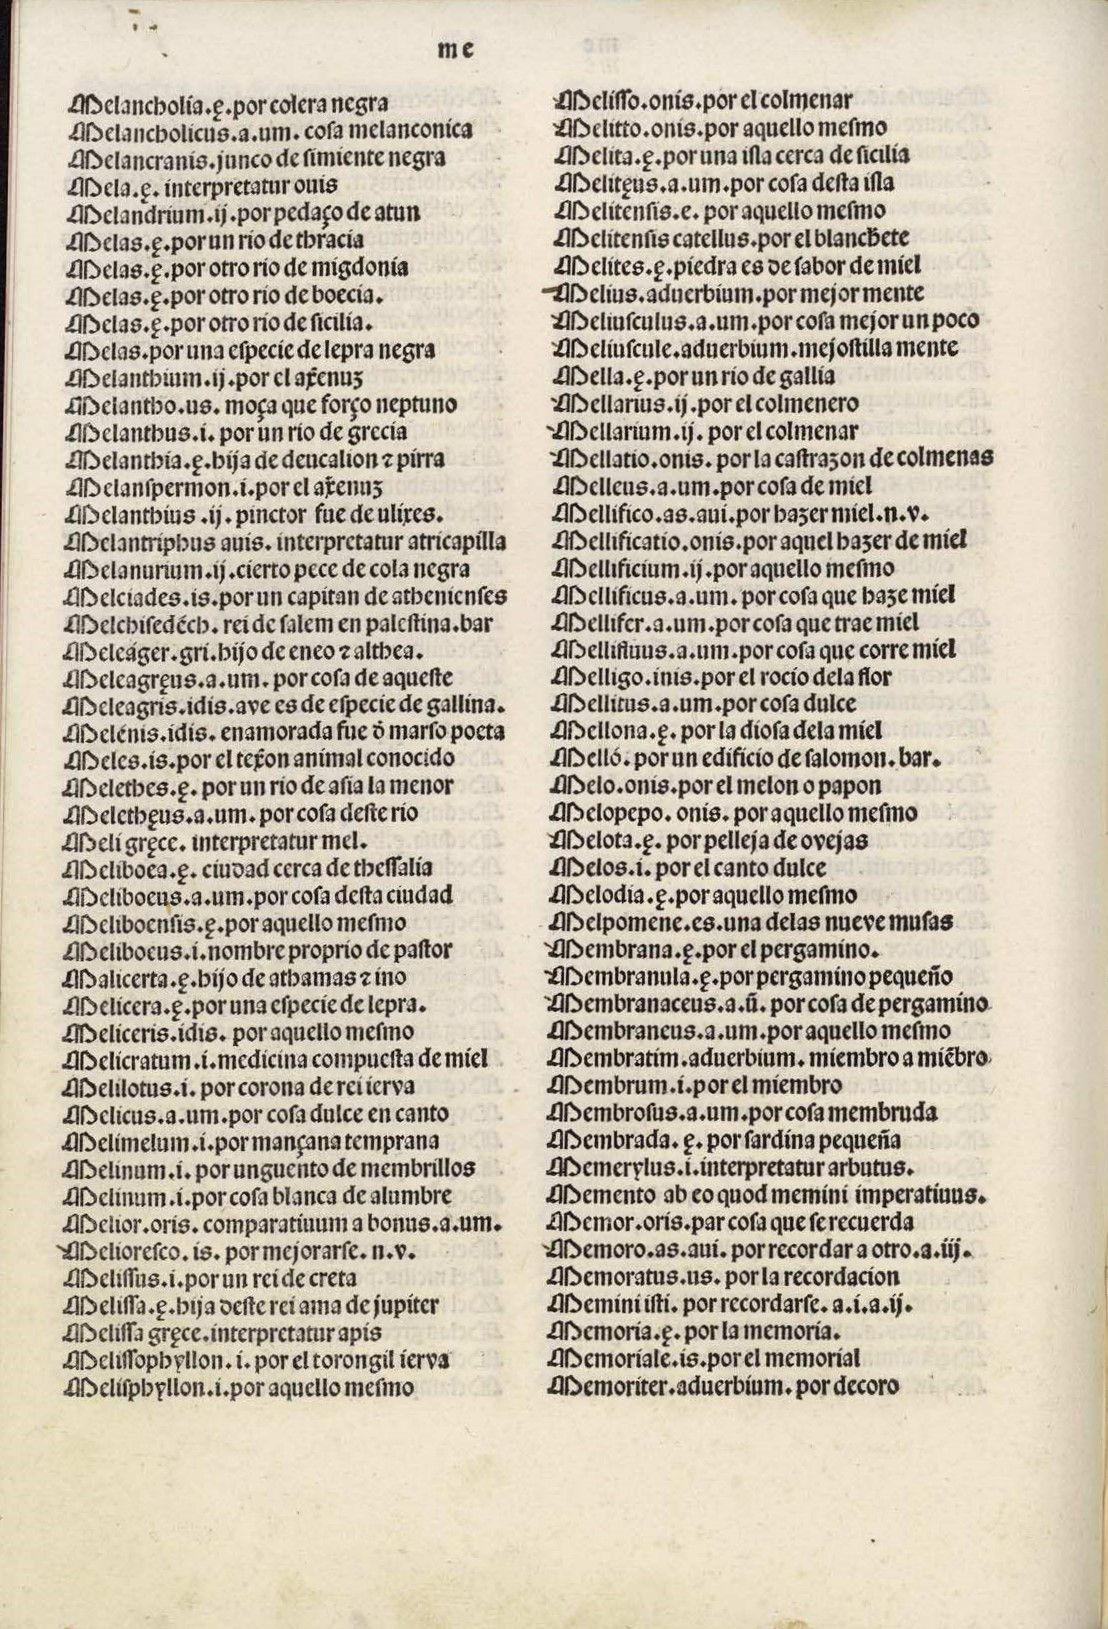 me
Melancholia.ę.por colera negra
Melancholicus.a.um. cosa melanconica
Melancranis.junco de simiente negra
Mela.ę. interpretatur ouis
Melandrium.ij.por pedaço de atun
Melas.ę.por un rio de thracia
Melas.ę.por otro rio de migdonia
Melas.ę.por otro rio de boecia.
Melas.ę.por otro rio de sicilia.
Melas.por una especie de lepra negra
Melanthium.ij.por el ax̃enuz
Melantho.us. moça que forço neptuno
Melanthus.i. por un rio de grecia
Melanthia.ę.hija de deucalion ⁊ pirra
Melanspermon.i.por el ax̃enuz
Melanthius.ij. pinctor fue de ulixes.
Melantriphus auis. interpretatur atricapilla
Melanurium.ij.cierto pece de cola negra
Melciades.is.por un capitan de athenienses
Melchisedéch. rei de salem en palestina.bar
Meleáger.gri.hijo de eneo ⁊ althea.
Meleagręus.a.um. por cosa de aqueste
Meleagris.idis.ave es de especie de gallina.
Melénis.idis. enamorada fue õ marso poeta
Meles.is.por el tex̃on animal conocido
Melethes.ę. por un rio de asia la menor
Melethęus.a.um. por cosa deste rio
Meli gręce. interpretatur mel.
Meliboea.ę. ciudad cerca de thessalia
Meliboeus.a.um.por cosa desta ciudad
Meliboensis.ę.por aquello mesmo
Meliboeus.i.nombre proprio de pastor
Malicerta.ę.hijo de athamas ⁊ ino
Melicera.ę.por una especie de lepra.
Meliceris.idis. por aquello mesmo
Melicratum.i.medicina compuesta de miel
Melilotus.i. por corona de rei ierva
Melicus.a.um.por cosa dulce en canto
Melimelum.i.por mançana temprana
Melinum.i. por unguento de membrillos
Melinum.i.por cosa blanca de alumbre
Melior.oris. comparatiuum a bonus.a.um.
Melioresco.is. por mejorarse.n.v.
Melissus.i.por un rei de creta
Melissa.ę.hija deste rei ama de jupiter
Melissa gręce.interpretatur apis
Melissophyllon.i. por el torongil ierva
Melisphyllon.i.por aquello mesmo
Melisso.onis.por el colmenar
Melitto.onis.por aquello mesmo
Melita.ę.por una isla cerca de sicilia
Melitęus.a.um.por cosa desta isla
Melitensis.e. por aquello mesmo
Melitensis catellus.por el blanchete
Melites.ę.piedra es de sabor de miel
Melius.aduerbium.por mejor mente
Meliusculus.a.um.por cosa mejor un poco
Meliuscule.aduerbium.mejostilla mente
Mella.ę.por un rio de gallia
Mellarius.ij.por el colmenero
Mellarium.ij. por el colmenar
Mellatio.onis. por la castrazon de colmenas
Melleus.a.um.por cosa de miel
Mellifico.as.aui.por hazer miel.n.v.
Mellificatio.onis.por aquel hazer de miel
Mellificium.ij.por aquello mesmo
Mellificus.a.um. por cosa que haze miel
Mellifer.a.um.por cosa que trae miel
Mellifluus.a.um.por cosa que corre miel
Melligo.inis.por el rocio dela flor
Mellitus.a.um.por cosa dulce
Mellona.ę. por la diosa dela miel
Melló. por un edificio de salomon.bar.
Melo.onis.por el melon o papon
Melopepo.onis. por aquello mesmo
Melota.ę. por pelleja de ovejas
Melos.i. por el canto dulce
Melodia.ę.por aquello mesmo
Melpomene.es.una delas nueve musas
Membrana.ę.por el pergamino.
Membranula.ę.por pergamino pequeño
Membranaceus.a.ũ. por cosa de pergamino
Membraneus.a.um.por aquello mesmo
Membratim.aduerbium. miembro a miẽbro
Membrum.i.por el miembro
Membrosus.a.um.por cosa membruda
Membrada.ę.por sardina pequeña
Memerylus.i.interpretatur arbutus.
Memento ab eo quod memini imperatiuus.
Memor.oris.par cosa que se recuerda
Memoro.as.aui. por recordar a otro.a.iij.
Memoratus.us. por la recordacion
Memini isti. por recordarse.a.i.a.ij.
Memoria.ę. por la memoria.
Memoriale.is.por el memorial
Memoriter.aduerbium.por decoro